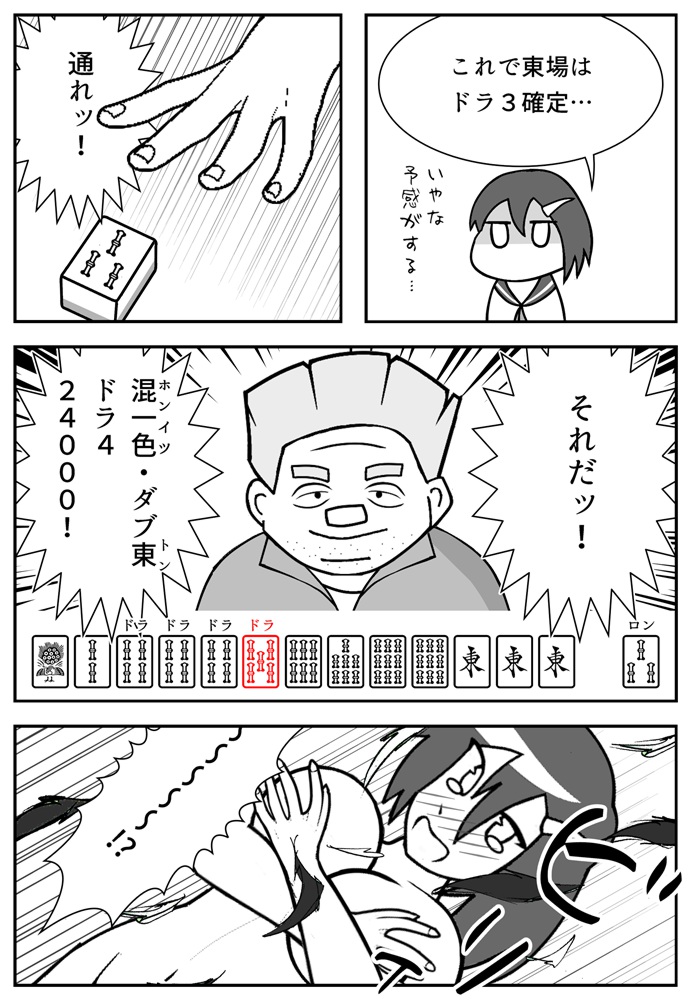 これで東場は
ドラ３確定…
いやな
予感がする…
通れッ！
それだッ！
混一色・ダブ東
ホンイツ
トン
ドラ４
２４０００！
ドラ
ドラ
ドラ
ドラ
ロン
東
東
東
〜〜〜〜〜!?
ビッ